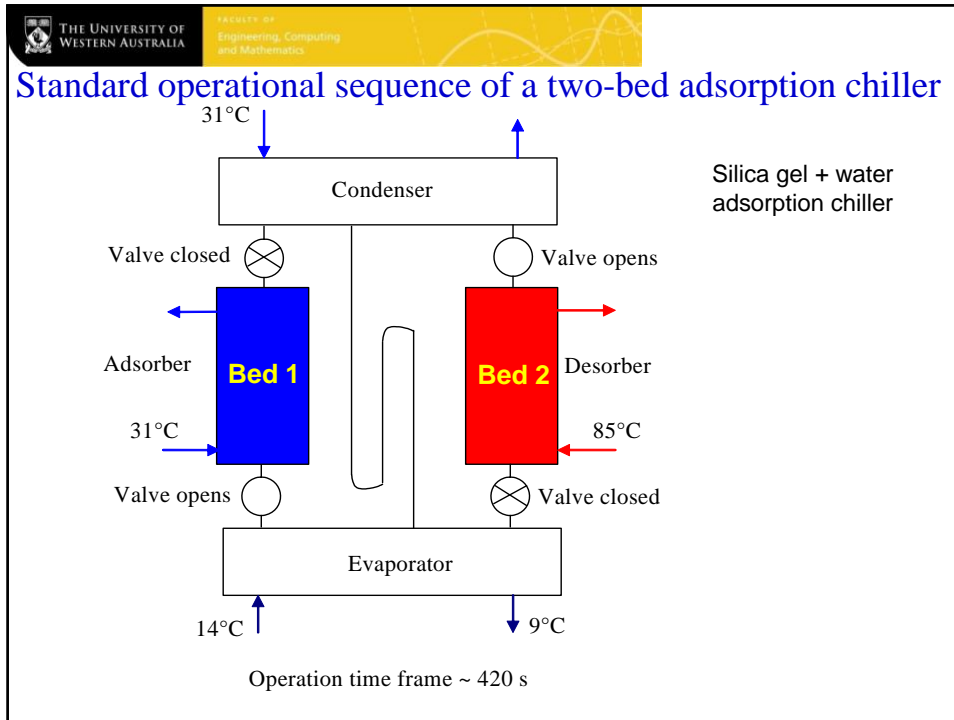 THE UNIVERSITY OF
WESTERN AUSTRALIA
FACULTY OF
Engineering, Computing
and Mathematics
Standard operational sequence of a two-bed adsorption chiller
31°C
Silica gel + water
adsorption chiller
Condenser
Valve closed
Valve opens
Adsorber
Bed 1
Bed 2
Desorber
31°C
85°C
Valve opens
Valve closed
Evaporator
14°C
9°C
Operation time frame ~ 420 s